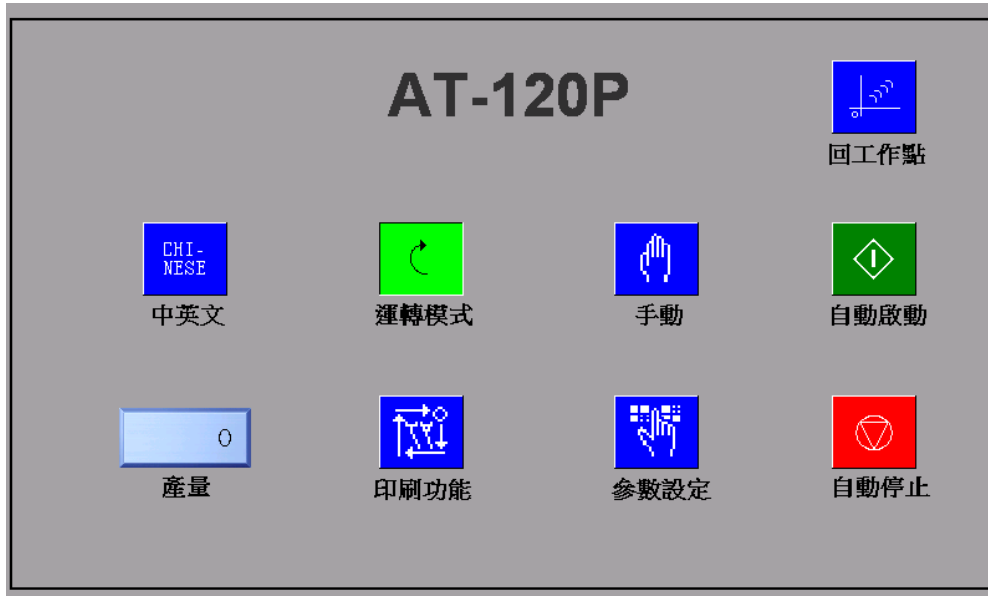 AT-120P
回工作點
CHI-
NESE
中英文
運轉模式
手動
自動啟動
0
產量
印刷功能
參數設定
自動停止